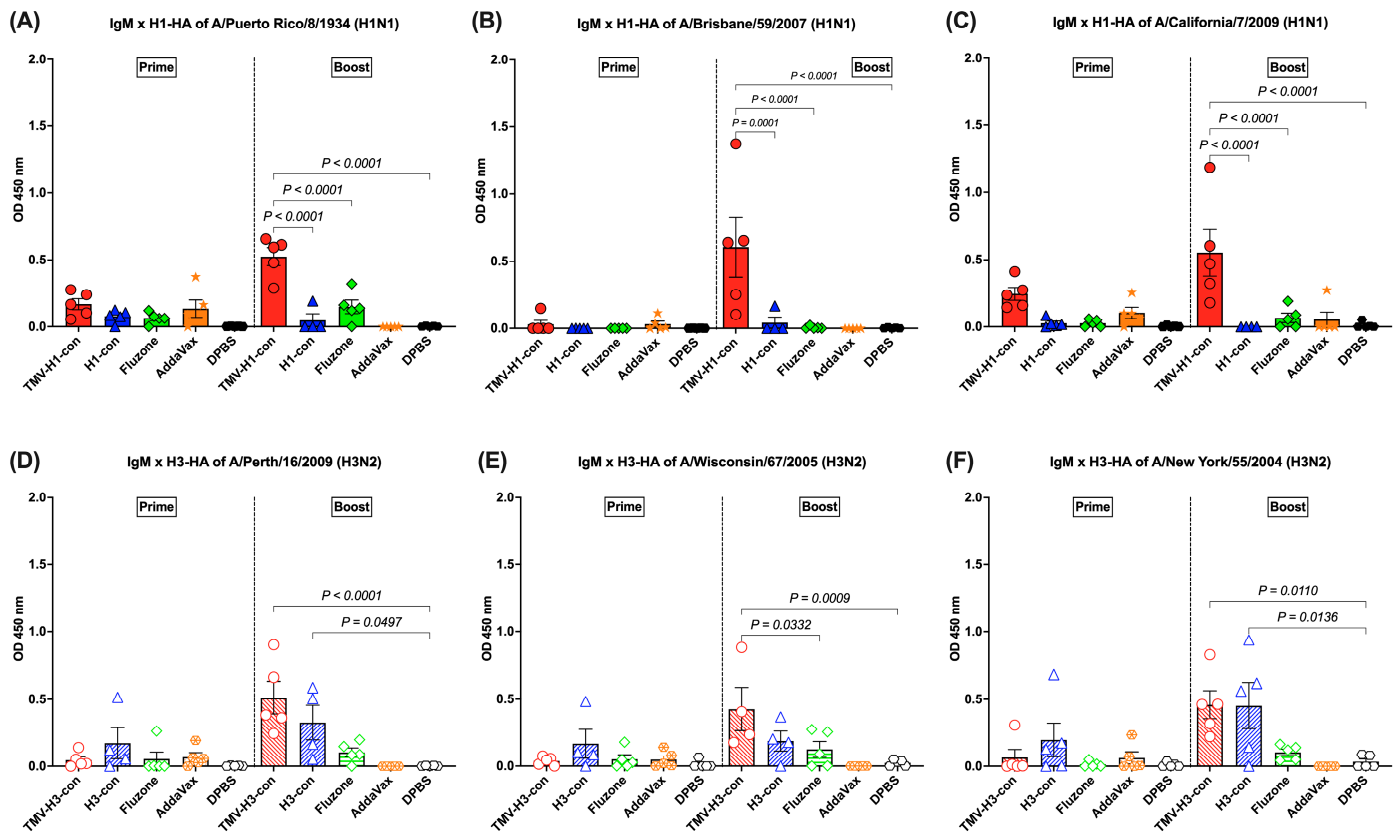 (A)
IgM x H1-HA of A/Puerto Rico/8/1934 (H1N1)
Prime
Boost
OD 450 nm
2.0
1.5
1.0
0.5
0.0
P < 0.0001
P < 0.0001
P < 0.0001
TMV-H1-con
H1-con
Fluzone
AddaVax
DPBS
TMV-H1-con
H1-con
Fluzone
AddaVax
DPBS
(B)
IgM x H1-HA of A/Brisbane/59/2007 (H1N1)
Prime
Boost
OD 450 nm
2.0
1.5
1.0
0.5
0.0
P < 0.0001
P < 0.0001
P = 0.0001
TMV-H1-con
H1-con
Fluzone
AddaVax
DPBS
TMV-H1-con
H1-con
Fluzone
AddaVax
DPBS
(C)
IgM x H1-HA of A/California/7/2009 (H1N1)
Prime
Boost
OD 450 nm
2.0
1.5
1.0
0.5
0.0
P < 0.0001
P < 0.0001
P < 0.0001
TMV-H1-con
H1-con
Fluzone
AddaVax
DPBS
TMV-H1-con
H1-con
Fluzone
AddaVax
DPBS
(D)
IgM x H3-HA of A/Perth/16/2009 (H3N2)
Prime
Boost
OD 450 nm
2.0
1.5
1.0
0.5
0.0
P < 0.0001
P = 0.0497
TMV-H3-con
H3-con
Fluzone
AddaVax
DPBS
TMV-H3-con
H3-con
Fluzone
AddaVax
DPBS
(E)
IgM x H3-HA of A/Wisconsin/67/2005 (H3N2)
Prime
Boost
OD 450 nm
2.0
1.5
1.0
0.5
0.0
P = 0.0009
P = 0.0332
TMV-H3-con
H3-con
Fluzone
AddaVax
DPBS
TMV-H3-con
H3-con
Fluzone
AddaVax
DPBS
(F)
IgM x H3-HA of A/New York/55/2004 (H3N2)
Prime
Boost
OD 450 nm
2.0
1.5
1.0
0.5
0.0
P = 0.0110
P = 0.0136
TMV-H3-con
H3-con
Fluzone
AddaVax
DPBS
TMV-H3-con
H3-con
Fluzone
AddaVax
DPBS